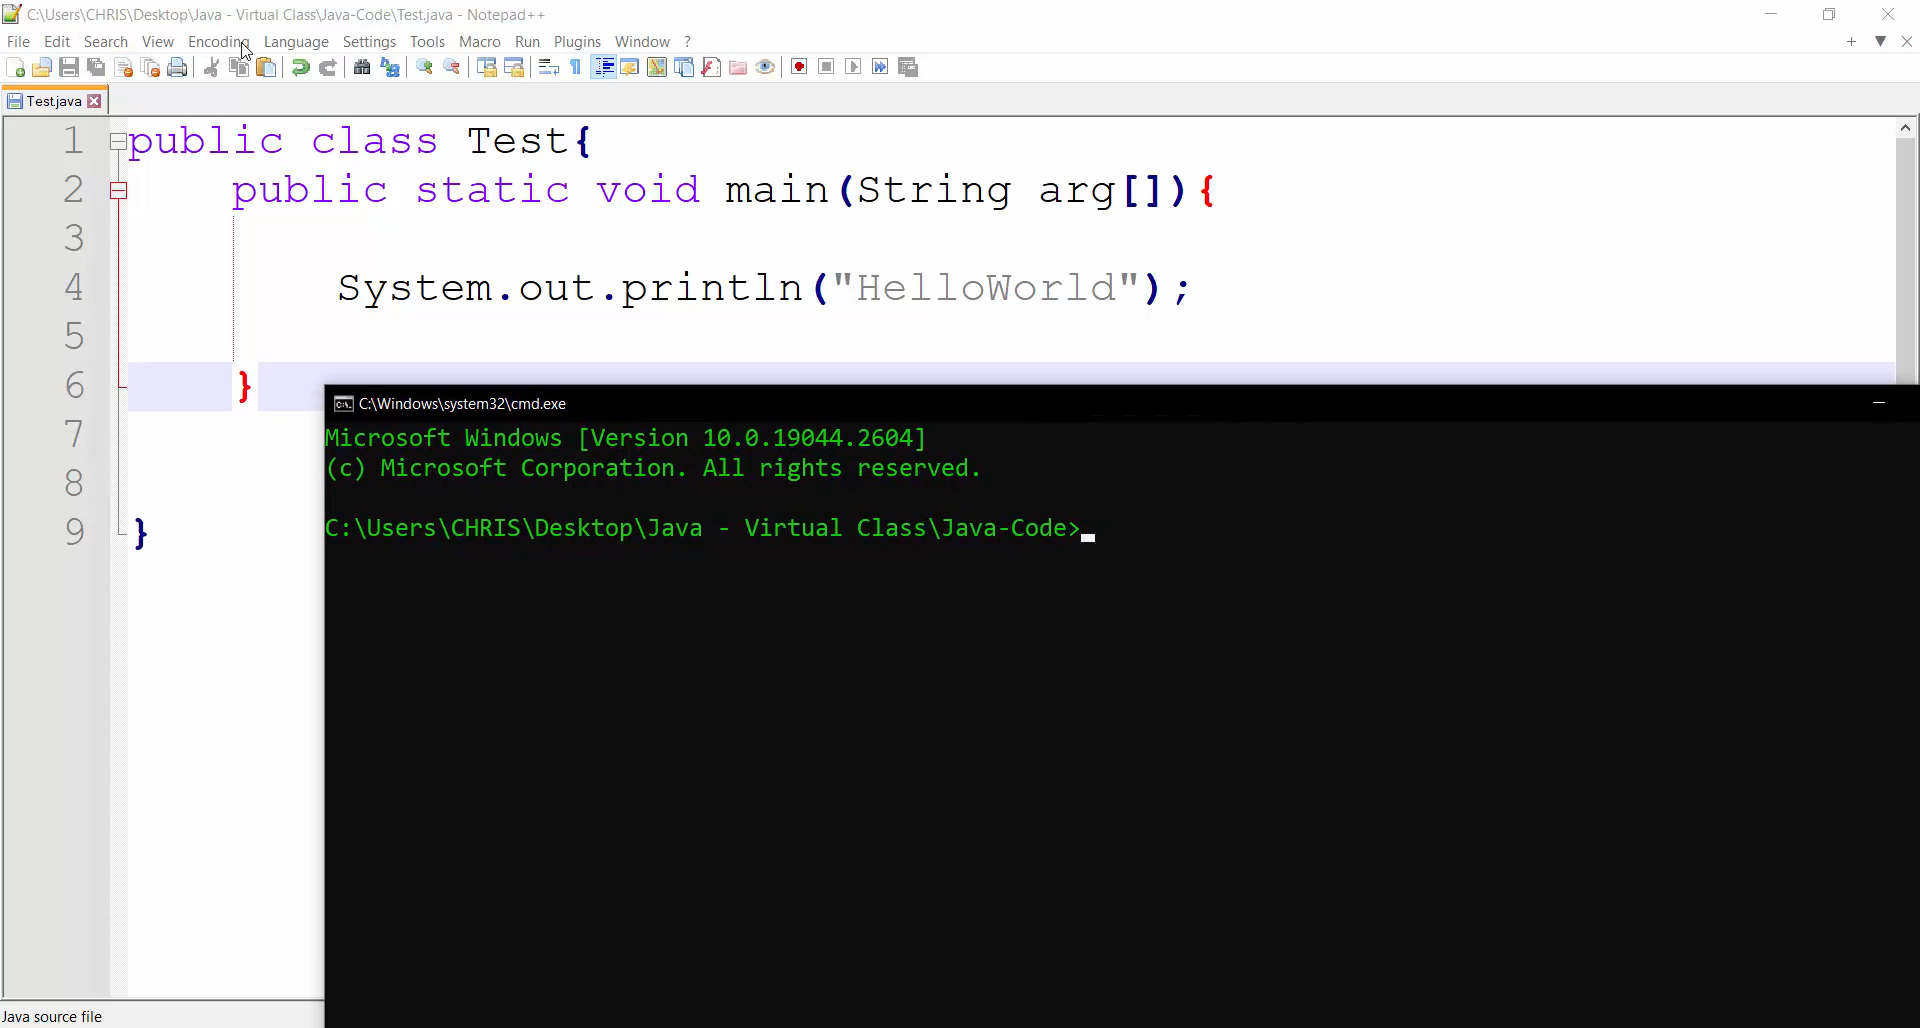 C:\Users\CHRIS\Desktop\Java - Virtual Class\Java-Code\Test.java - Notepad++
File Edit Search View Encoding Language Settings Tools Macro Run Plugins Window ?
Test.java
1 public class Test{
2 public static void main(String arg[]){
3
4 System.out.println("HelloWorld");
5
6 }
7
8
9 }
C:\Windows\system32\cmd.exe
Microsoft Windows [Version 10.0.19044.2604]
(c) Microsoft Corporation. All rights reserved.
C:\Users\CHRIS\Desktop\Java - Virtual Class\Java-Code>
Java source file